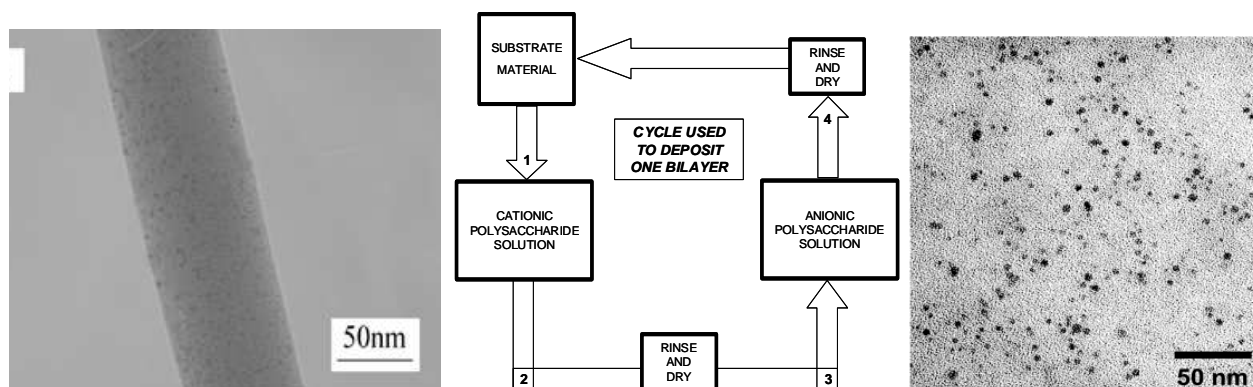 50nm
SUBSTRATE
MATERIAL
RINSE
AND
DRY
1
CYCLE USED
TO DEPOSIT
ONE BILAYER
4
CATIONIC
POLYSACCHARIDE
SOLUTION
ANIONIC
POLYSACCHARIDE
SOLUTION
2
RINSE
AND
DRY
3
50 nm